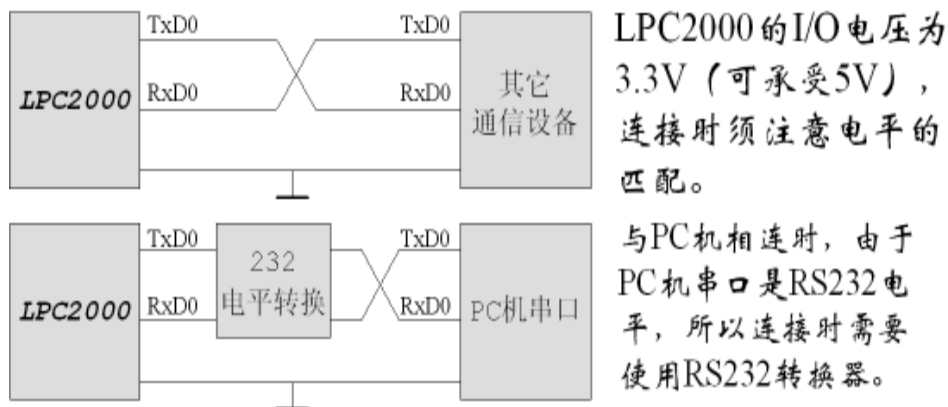 TxD0 TxD0
LPC2000 RxD0 RxD0 其它
通信设备
LPC2000的I/O电压为
3.3V（可承受5V），
连接时须注意电平的
匹配。
TxD0 232 TxD0
LPC2000 RxD0 电平转换 RxD0 PC机串口
与PC机相连时，由于
PC机串口是RS232电
平，所以连接时需要
使用RS232转换器。